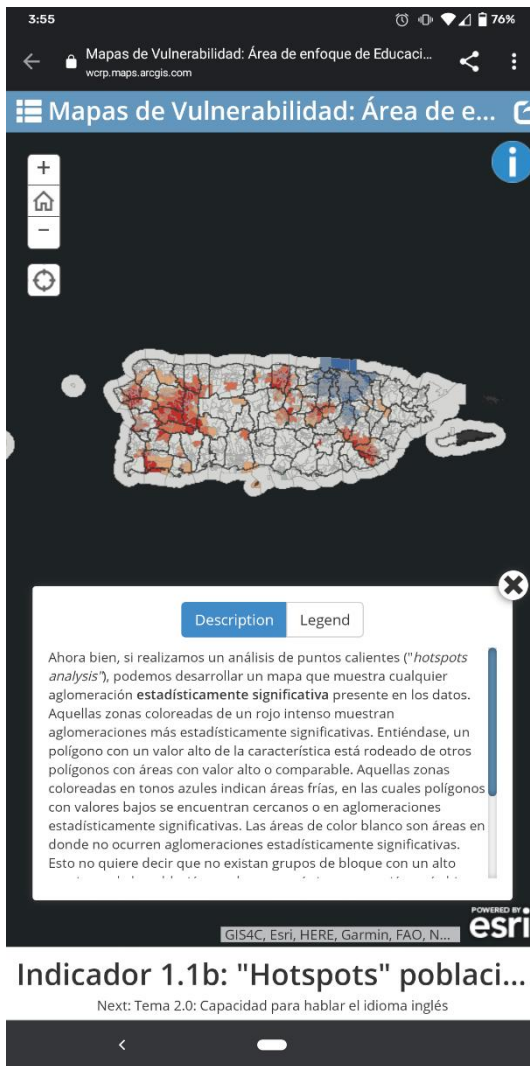 3:55
76%
Mapas de Vulnerabilidad: Área de enfoque de Educaci...
wcrp.maps.arcgis.com
Mapas de Vulnerabilidad: Área de e...
Description
Legend
Ahora bien, si realizamos un análisis de puntos calientes ("hotspots
analysis"), podemos desarrollar un mapa que muestra cualquier
aglomeración estadísticamente significativa presente en los datos.
Aquellas zonas coloreadas de un rojo intenso muestran
aglomeraciones más estadísticamente significativas. Entiéndase, un
polígono con un valor alto de la característica está rodeado de otros
polígonos con áreas con valor alto o comparable. Aquellas zonas
coloreadas en tonos azules indican áreas frías, en las cuales polígonos
con valores bajos se encuentran cercanos o en aglomeraciones
estadísticamente significativas. Las áreas de color blanco son áreas en
donde no ocurren aglomeraciones estadísticamente significativas.
Esto no quiere decir que no existan grupos de bloque con un alto
POWERED BY
esri
GIS4C, Esri, HERE, Garmin, FAO, N...
Indicador 1.1b: "Hotspots" poblaci...
Next: Tema 2.0: Capacidad para hablar el idioma inglés